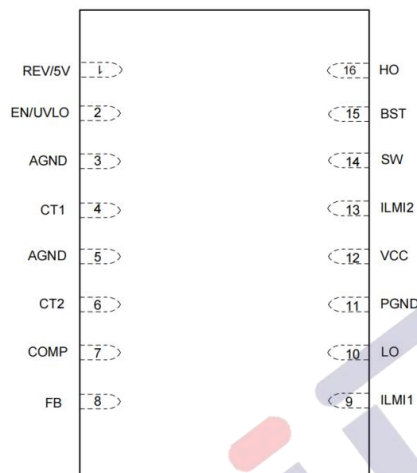 REV/5V 1 16 HO
EN/UVLO 2 15 BST
AGND 3 14 SW
CT1 4 13 ILMI2
AGND 5 12 VCC
CT2 6 11 PGND
COMP 7 10 LO
FB 8 9 ILMI1